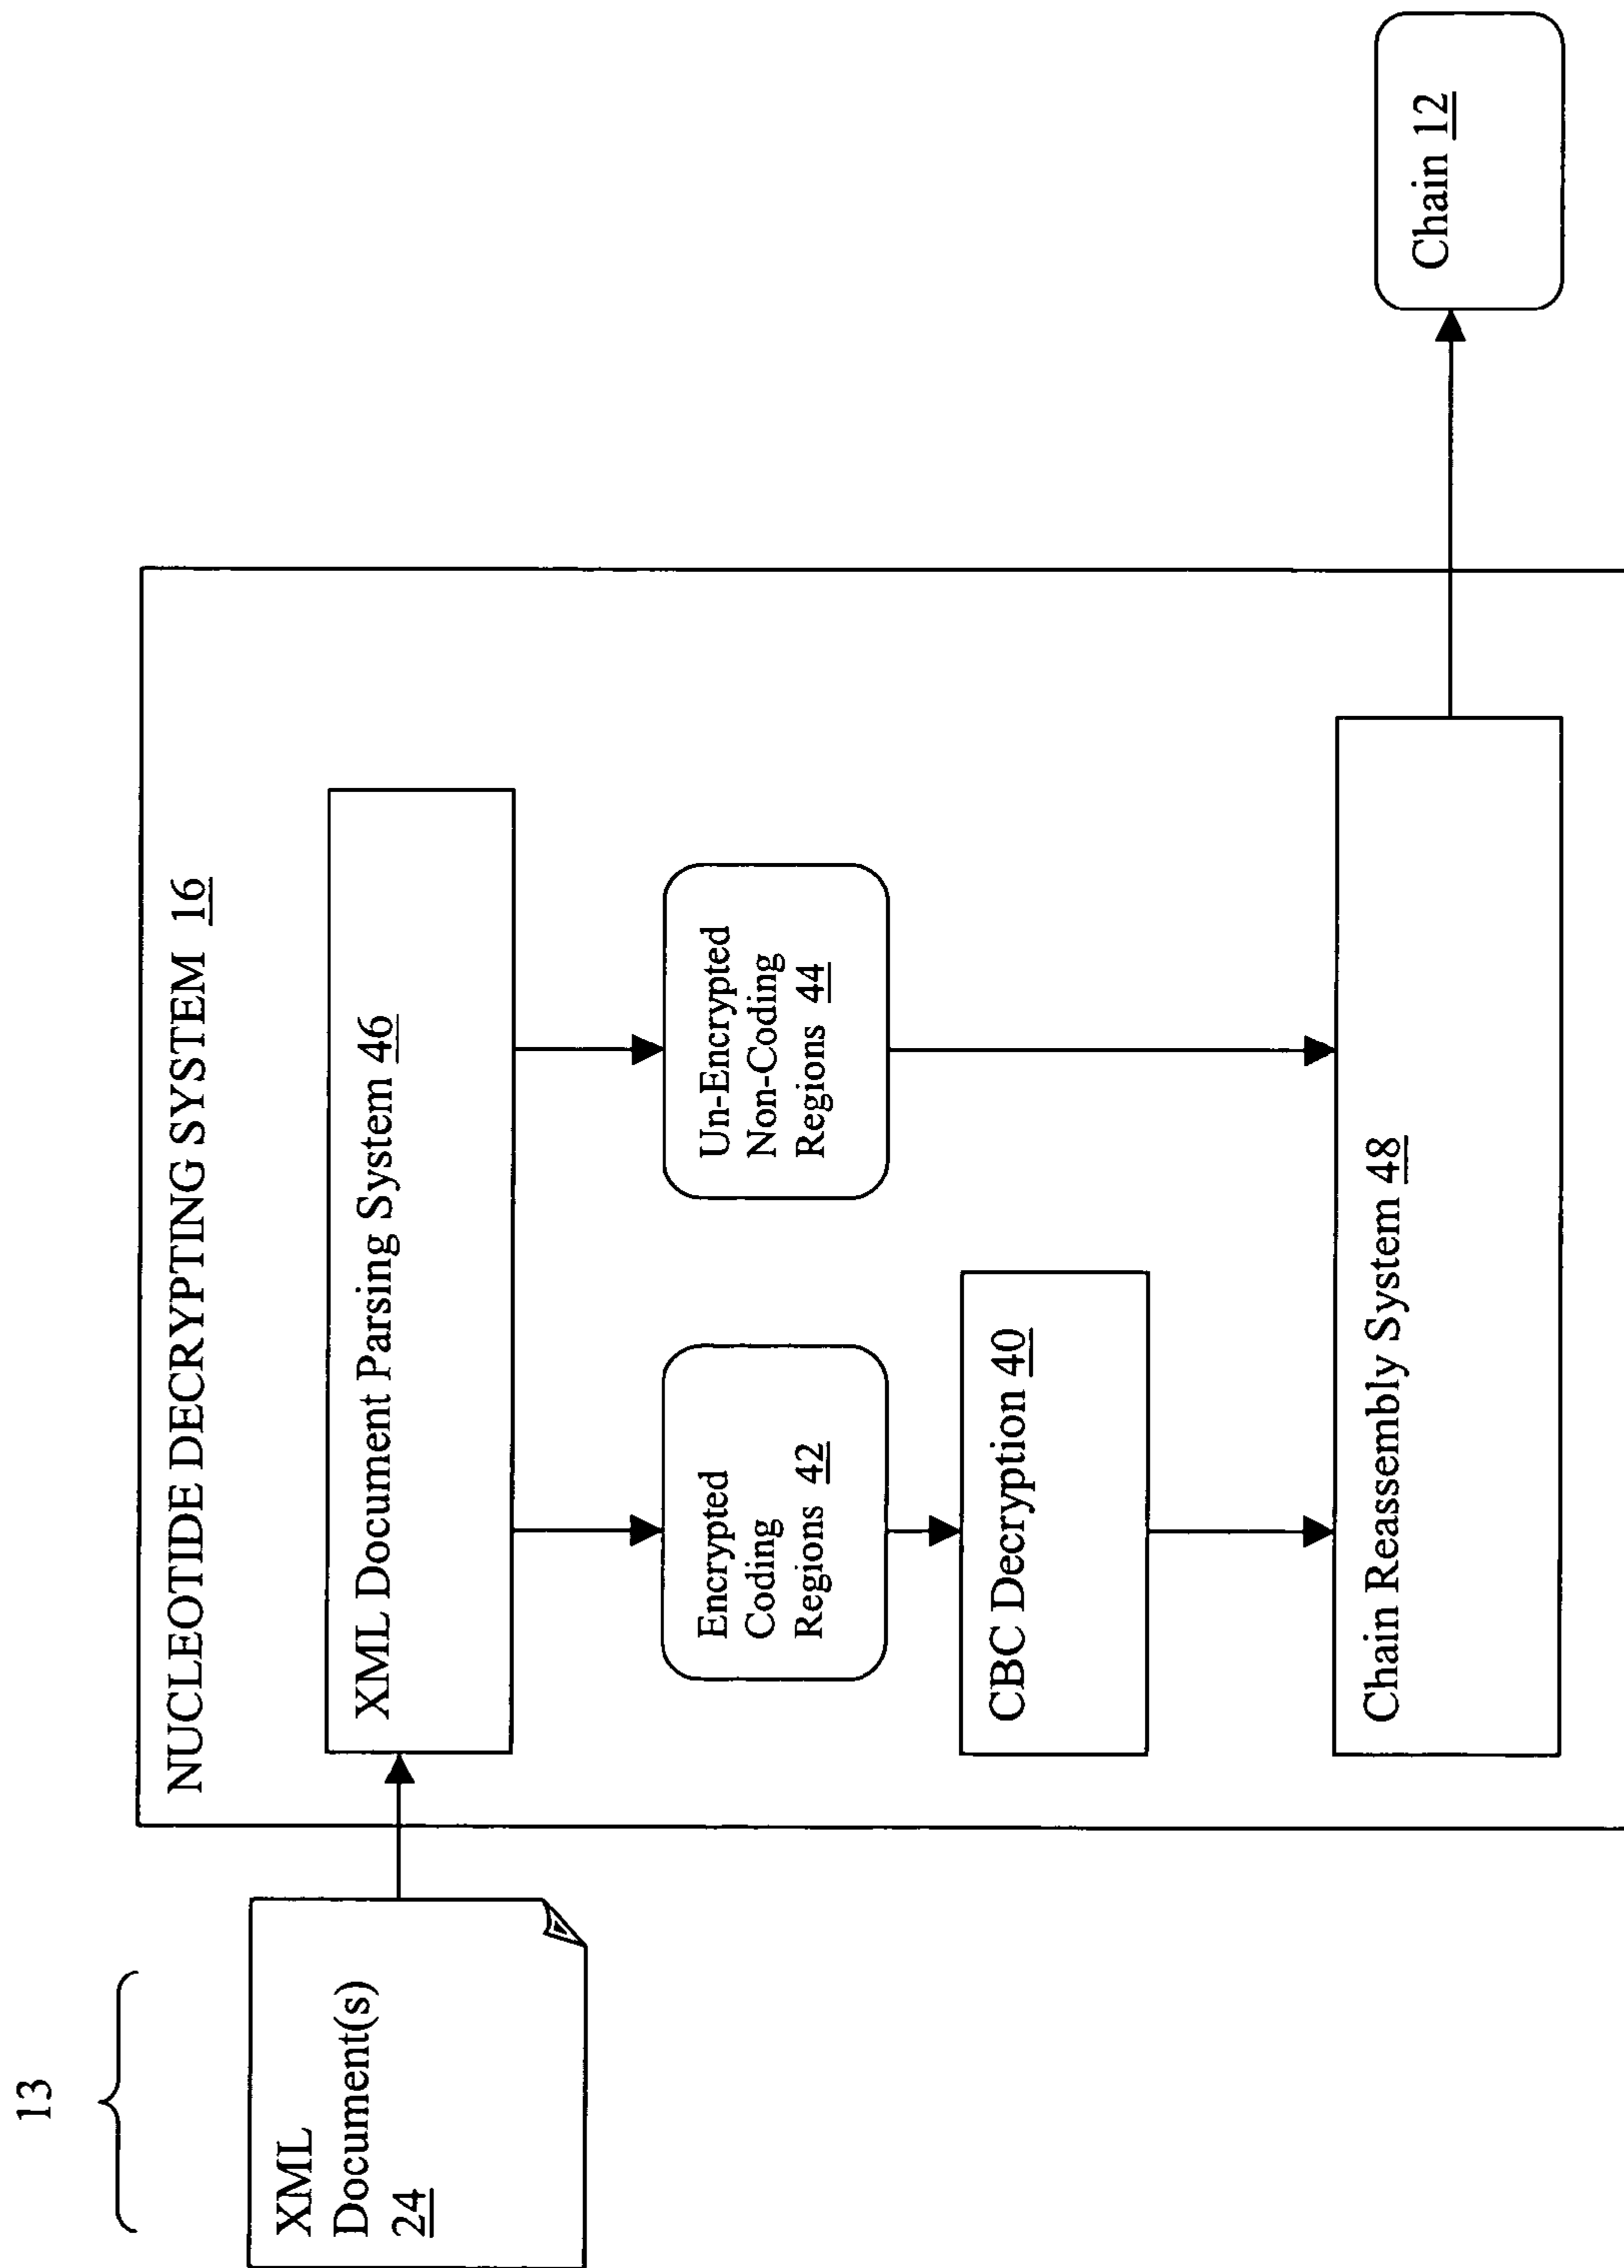 13
XML
Document(s)
24
NUCLEOTIDE DECRYPTING SYSTEM 16
XML Document Parsing System 46
Encrypted
Coding
Regions 42
Un-Encrypted
Non-Coding
Regions 44
CBC Decryption 40
Chain Reassembly System 48
Chain 12